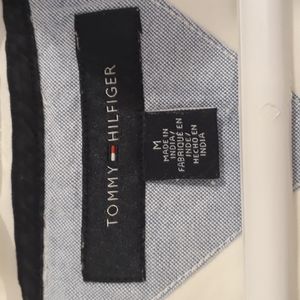 TOMMY HILFIGER
M
MADE IN
INDIA/
FABRIQUÉ EN
INDE/
HECHO EN
INDIA